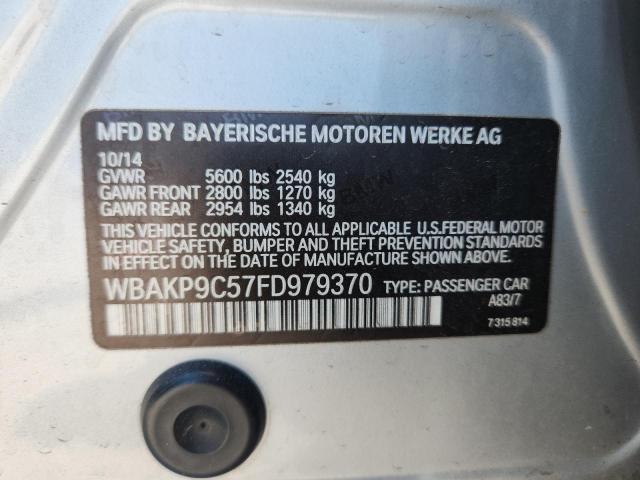 MFD BY BAYERISCHE MOTOREN WERKE AG
10/14
GVWR 5600 lbs 2540 kg
GAWR FRONT 2800 lbs 1270 kg
GAWR REAR 2954 lbs 1340 kg
THIS VEHICLE CONFORMS TO ALL APPLICABLE U.S.FEDERAL MOTOR
VEHICLE SAFETY, BUMPER AND THEFT PREVENTION STANDARDS
IN EFFECT ON THE DATE OF MANUFACTURE SHOWN ABOVE.
WBAKP9C57FD979370 TYPE: PASSENGER CAR
A83/7
7315814